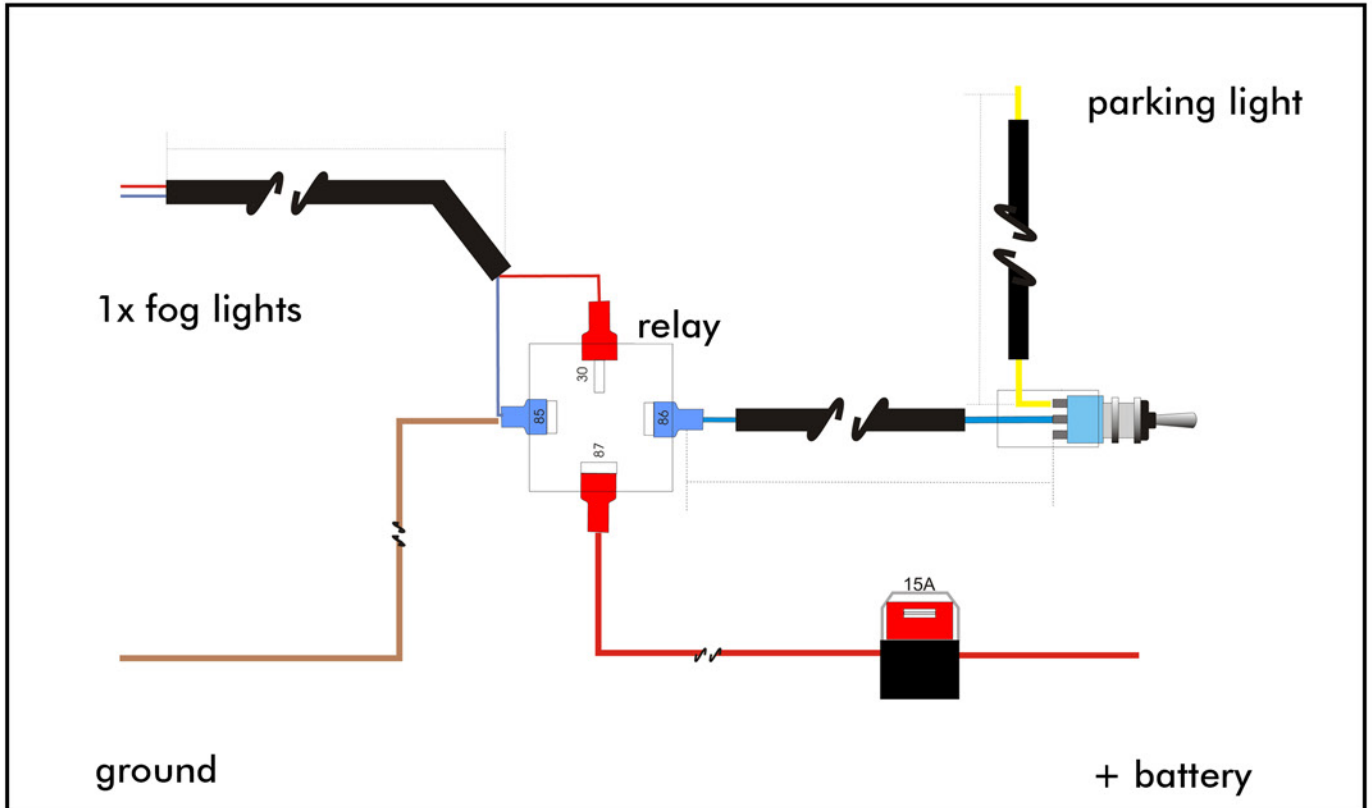 parking light
1x fog lights
relay
30
85
86
87
15A
ground
+ battery